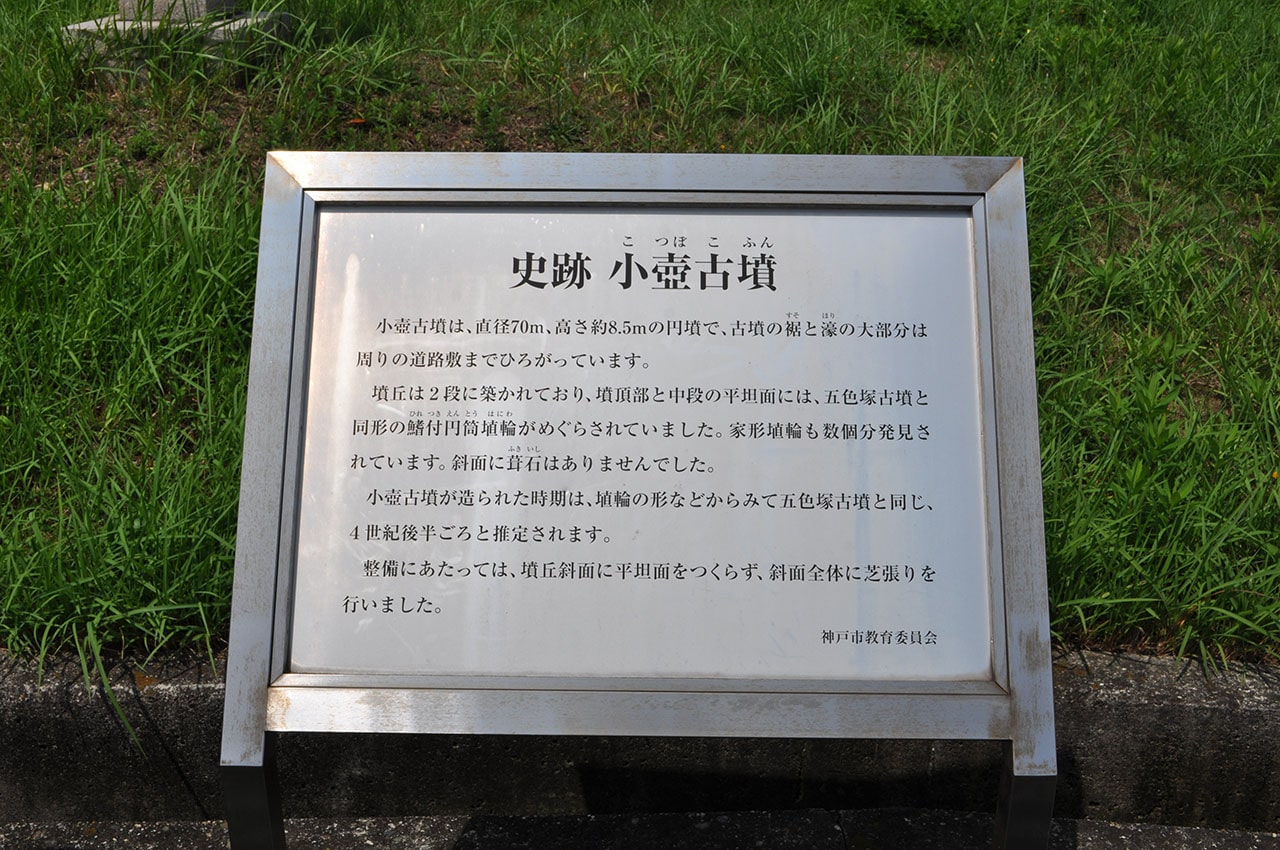 こ つぼ こ ふん
史跡 小壺古墳
すそ ほり
小壺古墳は、直径70m、高さ約8.5mの円墳で、古墳の裾と濠の大部分は
周りの道路敷までひろがっています。
墳丘は2段に築かれており、墳頂部と中段の平坦面には、五色塚古墳と
ひれ つき えん とう はにわ
同形の鰭付円筒埴輪がめぐらされていました。家形埴輪も数個分発見さ
ふき いし
れています。斜面に葺石はありませんでした。
小壺古墳が造られた時期は、埴輪の形などからみて五色塚古墳と同じ、
4世紀後半ごろと推定されます。
整備にあたっては、墳丘斜面に平坦面をつくらず、斜面全体に芝張りを
行いました。
神戸市教育委員会